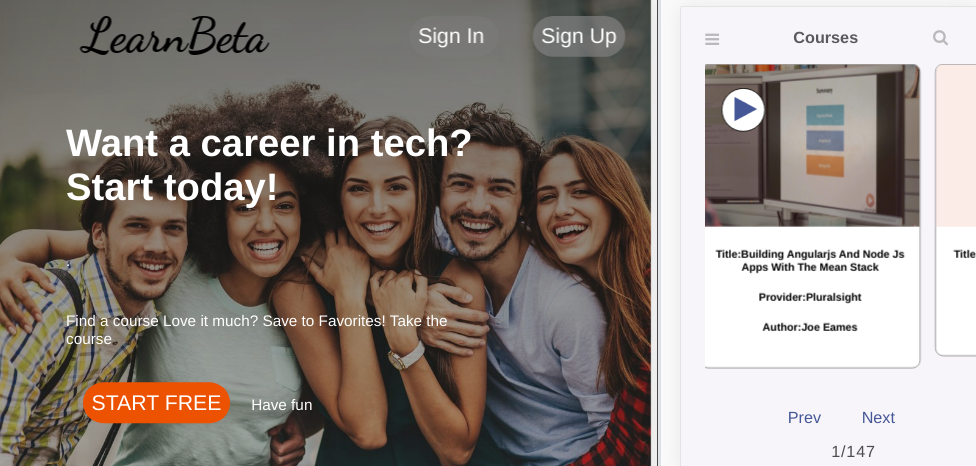 LearnBeta
Sign In
Sign Up
Want a career in tech?
Start today!
Find a course Love it much? Save to Favorites! Take the
course
START FREE
Have fun
Courses
Summary
Title:Building Angularjs And Node Js
Apps With The Mean Stack
Provider:Pluralsight
Author:Joe Eames
Title
Prev
Next
1/147